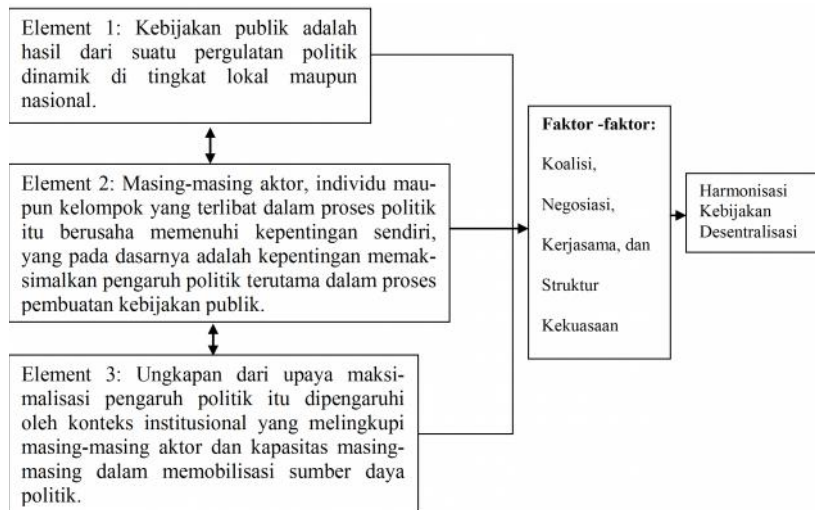 Element 1: Kebijakan publik adalah
hasil dari suatu pergulatan politik
dinamik di tingkat lokal maupun
nasional.
Element 2: Masing-masing aktor, individu mau-
pun kelompok yang terlibat dalam proses politik
itu berusaha memenuhi kepentingan sendiri,
yang pada dasarnya adalah kepentingan memak-
simalkan pengaruh politik terutama dalam proses
pembuatan kebijakan publik.
Element 3: Ungkapan dari upaya maksi-
malisasi pengaruh politik itu dipengaruhi
oleh konteks institusional yang melingkupi
masing-masing aktor dan kapasitas masing-
masing dalam memobilisasi sumber daya
politik.
Faktor -faktor:
Koalisi,
Negosiasi,
Kerjasama, dan
Struktur
Kekuasaan
Harmonisasi
Kebijakan
Desentralisasi